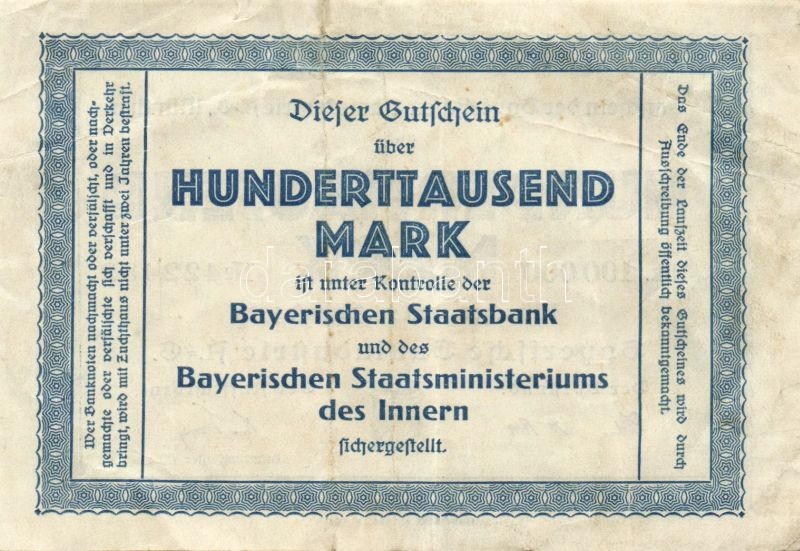 Wer Banknoten nachmacht oder verfälscht, oder nach-
gemachte oder verfälschte sich verschafft und in Verkehr
bringt, wird mit Zuchthaus nicht unter zwei Jahren bestraft.
Dieser Gutschein
über
HUNDERTTAUSEND
MARK
ist unter Kontrolle der
Bayerischen Staatsbank
und des
Bayerischen Staatsministeriums
des Innern
sichergestellt.
Das Ende der Laufzeit dieses Gutscheines wird durch
Ausschreibung öffentlich bekanntgemacht.
darabanth